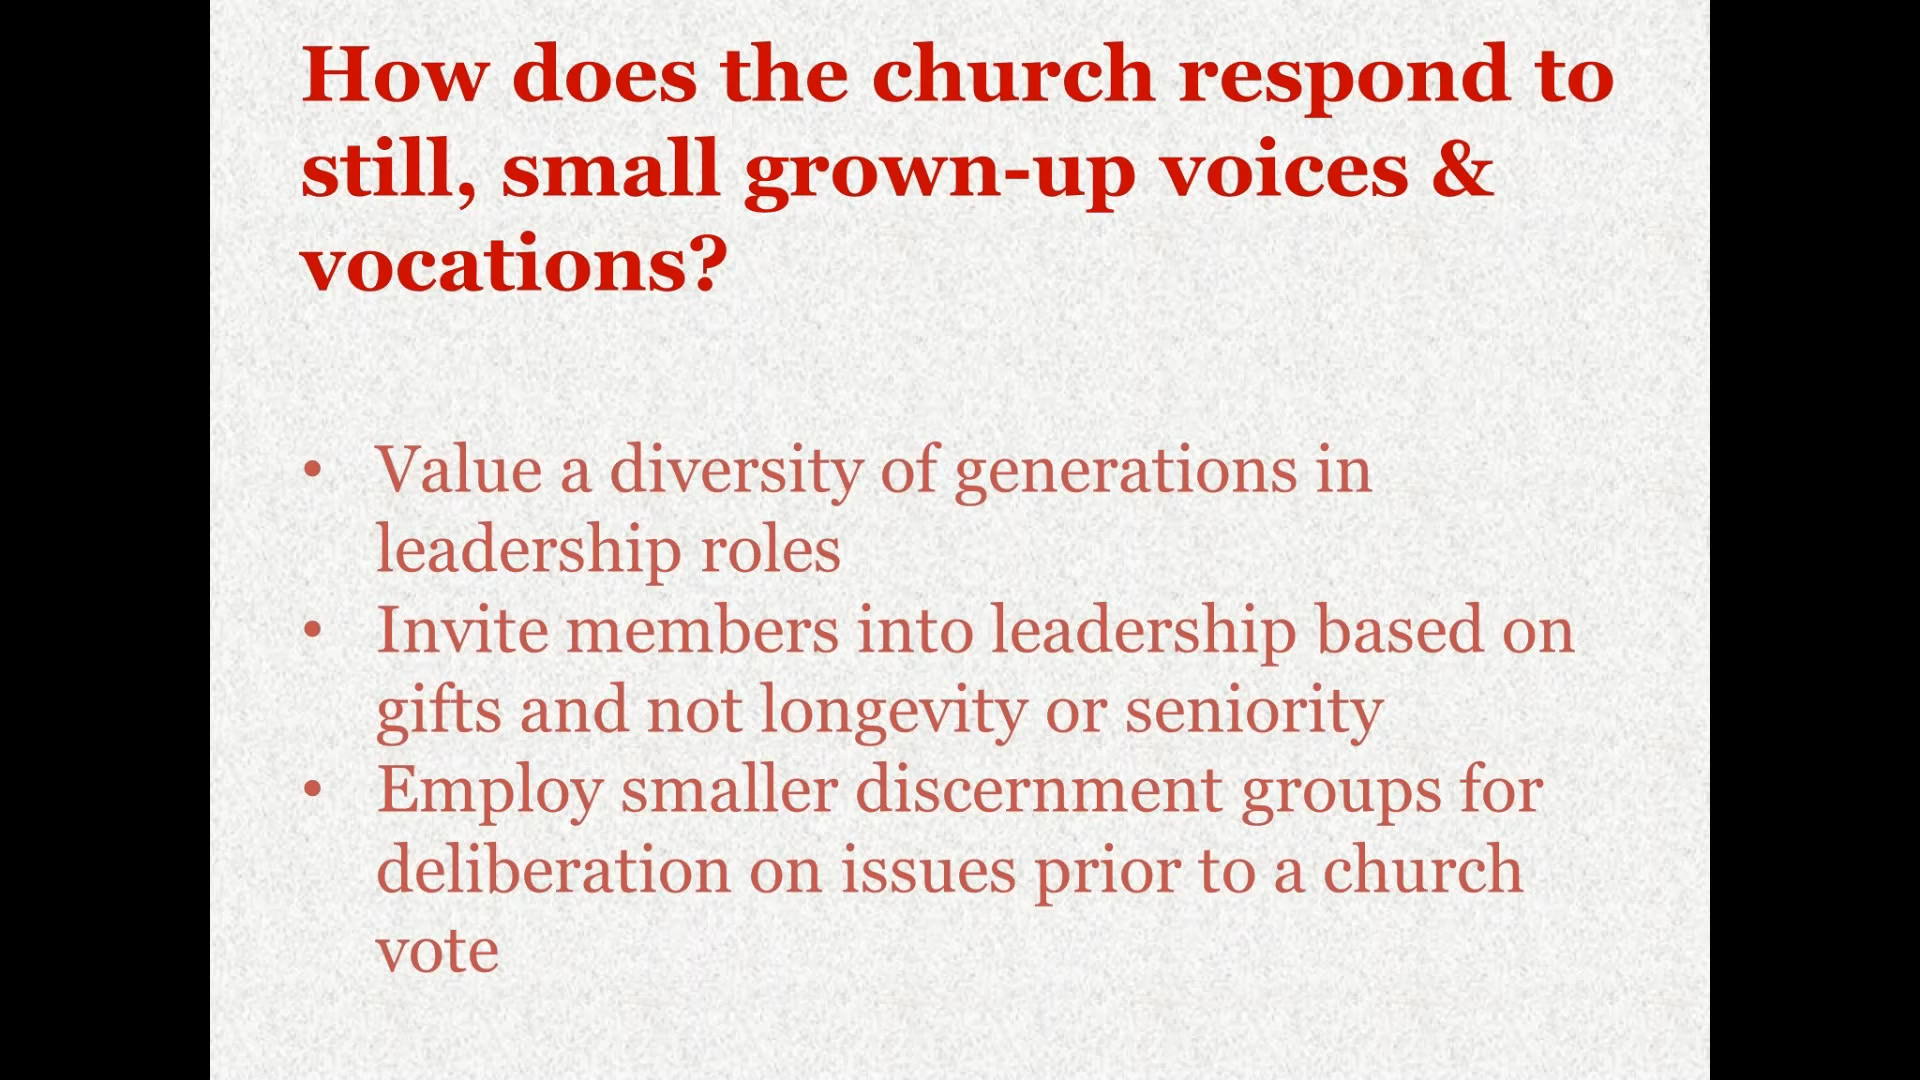 How does the church respond to
still, small grown-up voices &
vocations?
• Value a diversity of generations in
leadership roles
• Invite members into leadership based on
gifts and not longevity or seniority
• Employ smaller discernment groups for
deliberation on issues prior to a church
vote